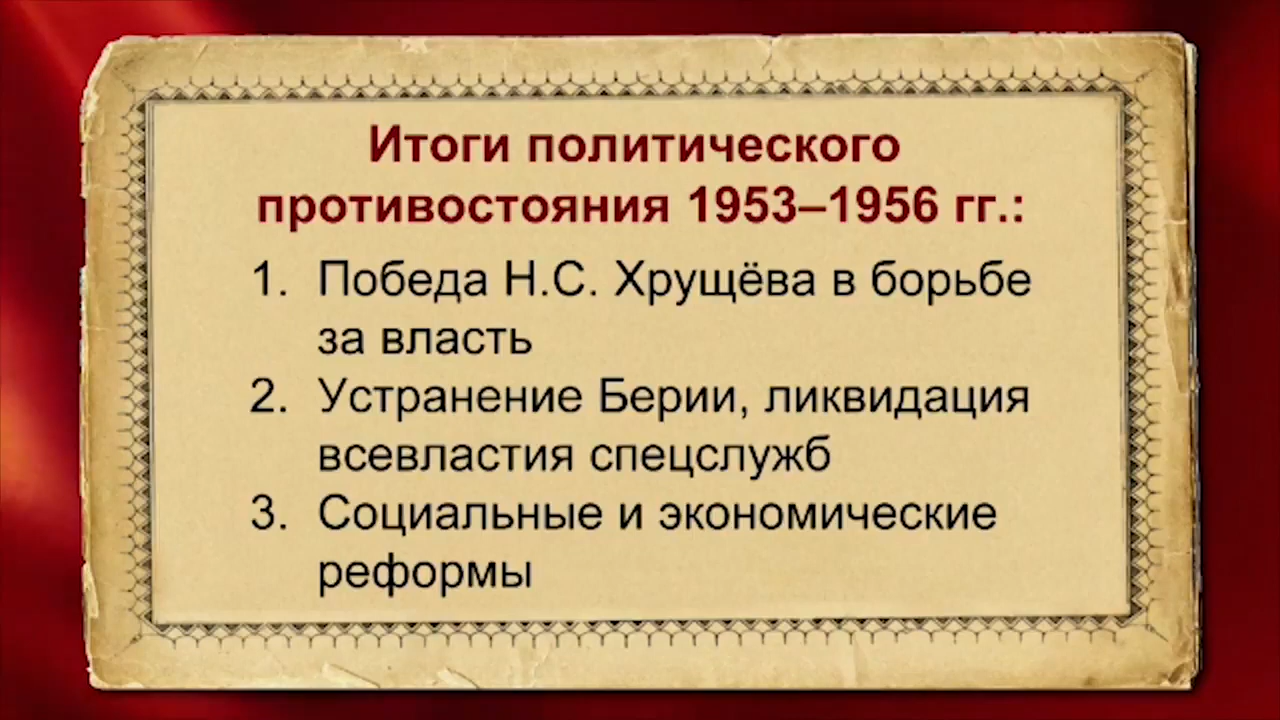 Итоги политического
противостояния 1953–1956 гг.:
1. Победа Н.С. Хрущёва в борьбе
за власть
2. Устранение Берии, ликвидация
всевластия спецслужб
3. Социальные и экономические
реформы